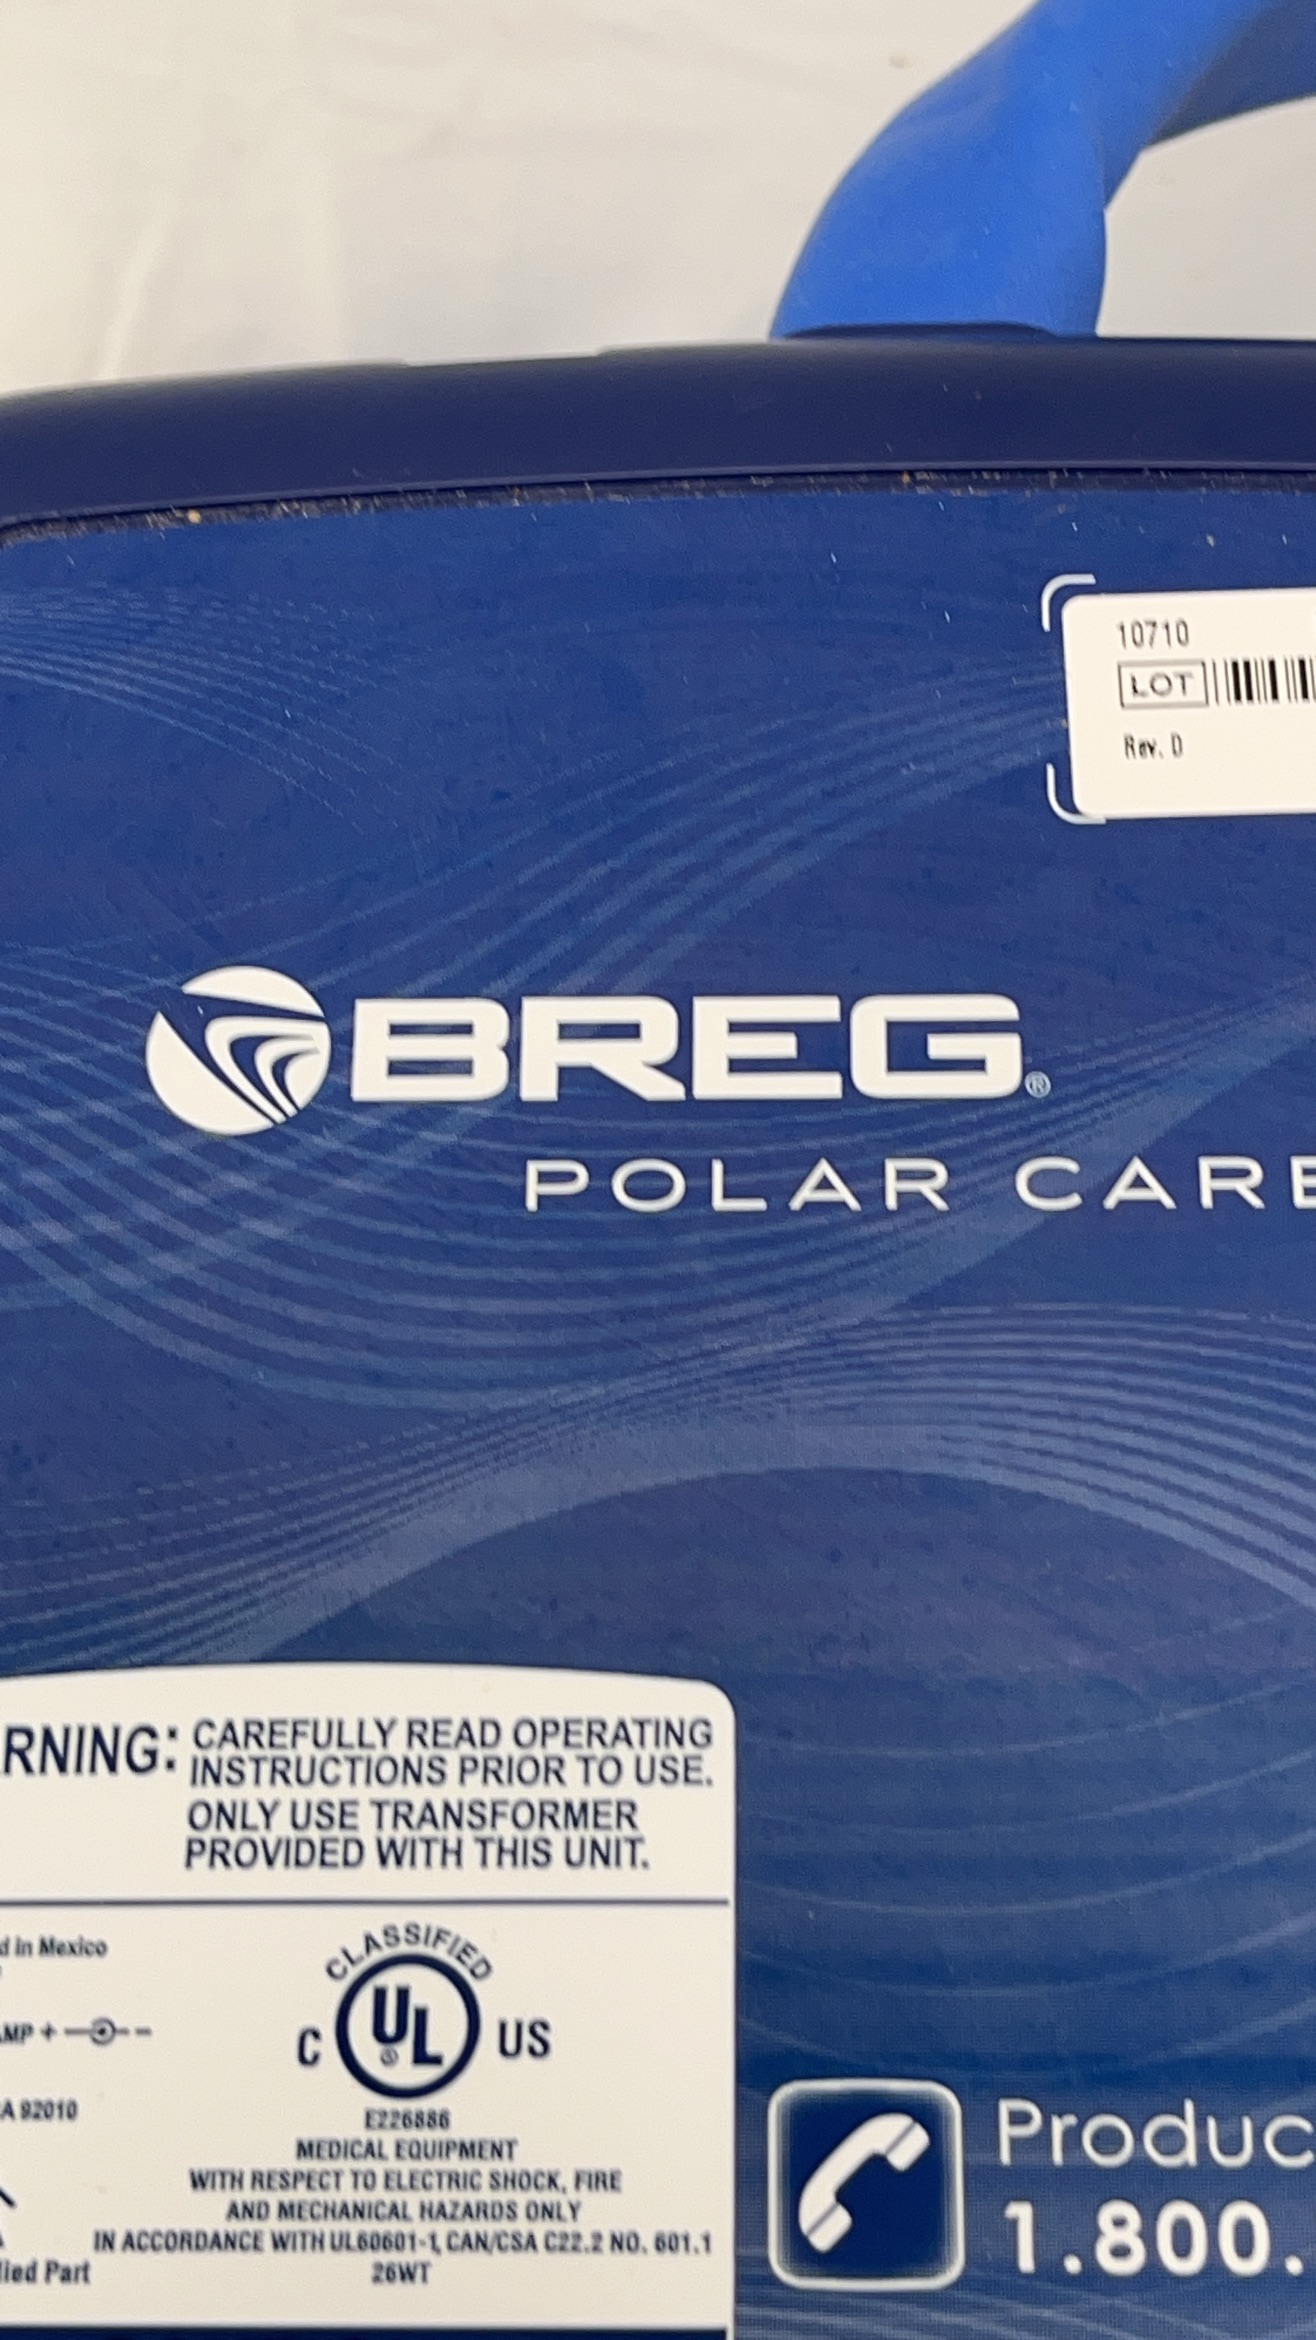 10710
LOT
Rev. D
BREG®
POLAR CARE
RNING: CAREFULLY READ OPERATING
INSTRUCTIONS PRIOR TO USE.
ONLY USE TRANSFORMER
PROVIDED WITH THIS UNIT.
d in Mexico
CLASSIFIED
MP +
C UL® US
A 92010
E226886
MEDICAL EQUIPMENT
WITH RESPECT TO ELECTRIC SHOCK, FIRE
AND MECHANICAL HAZARDS ONLY
IN ACCORDANCE WITH UL60601-1, CAN/CSA C22.2 NO. 601.1
lied Part
26WT
Produc
1.800.